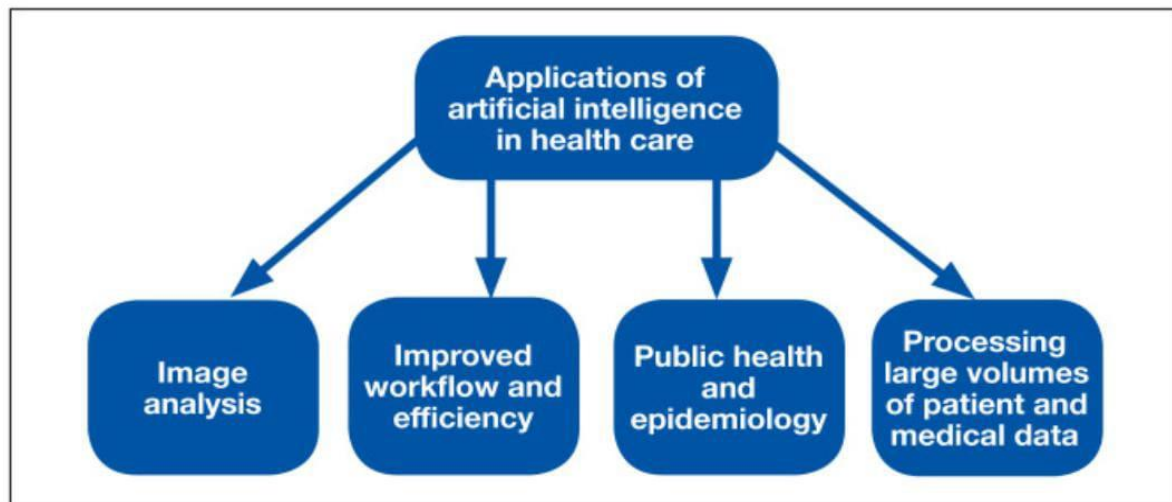 Applications of
artificial intelligence
in health care
Image
analysis
Improved
workflow and
efficiency
Public health
and
epidemiology
Processing
large volumes
of patient and
medical data